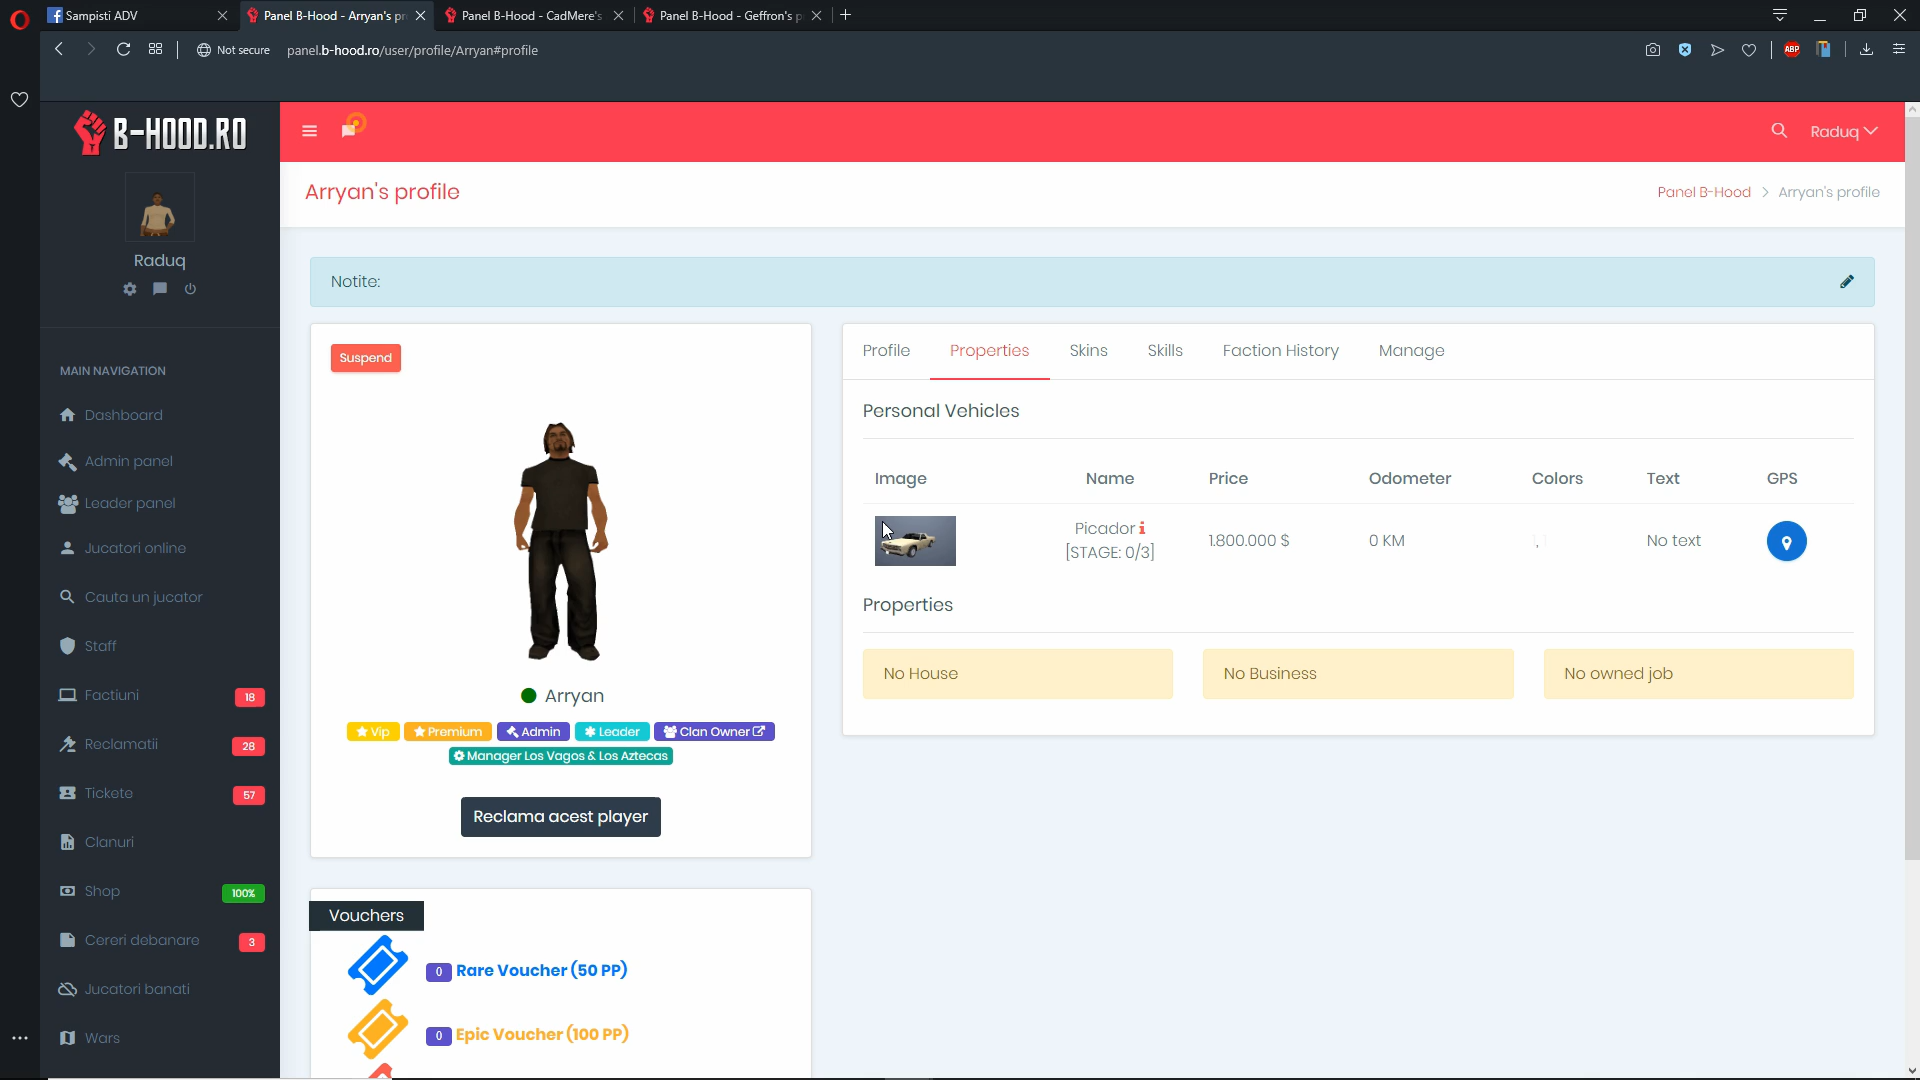 Sampisti ADV
Panel B-Hood - Arryan's pr
Panel B-Hood - CadMere's
Panel B-Hood - Geffron's p
Not secure
panel.b-hood.ro/user/profile/Arryan#profile
ABP
B-HOOD.RO
Raduq
Raduq
Arryan's profile
Panel B-Hood > Arryan's profile
Notite:
MAIN NAVIGATION
Dashboard
Admin panel
Leader panel
Jucatori online
Cauta un jucator
Staff
Factiuni 18
Reclamatii 28
Tickete 57
Clanuri
Shop 100%
Cereri debanare 3
Jucatori banati
Wars
Suspend
Arryan
Vip Premium Admin Leader Clan Owner
Manager Los Vagos & Los Aztecas
Reclama acest player
Vouchers
0 Rare Voucher (50 PP)
0 Epic Voucher (100 PP)
Profile Properties Skins Skills Faction History Manage
Personal Vehicles
Image Name Price Odometer Colors Text GPS
Picador
[STAGE: 0/3]
1.800.000 $ 0 KM , No text
Properties
No House No Business No owned job